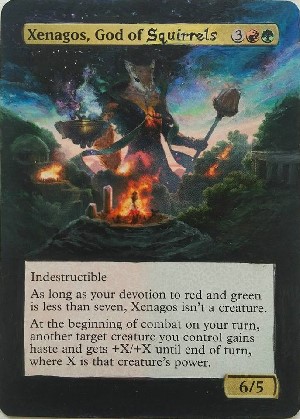 Xenagos, God of Squirrels 3
Indestructible
As long as your devotion to red and green
is less than seven, Xenagos isn't a creature.
At the beginning of combat on your turn,
another target creature you control gains
haste and gets +X/+X until end of turn,
where X is that creature's power.
6/5